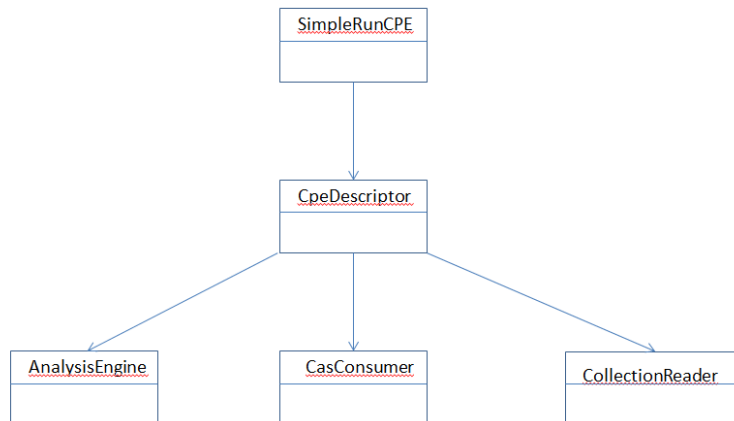 SimpleRunCPE
CpeDescriptor
AnalysisEngine
CasConsumer
CollectionReader